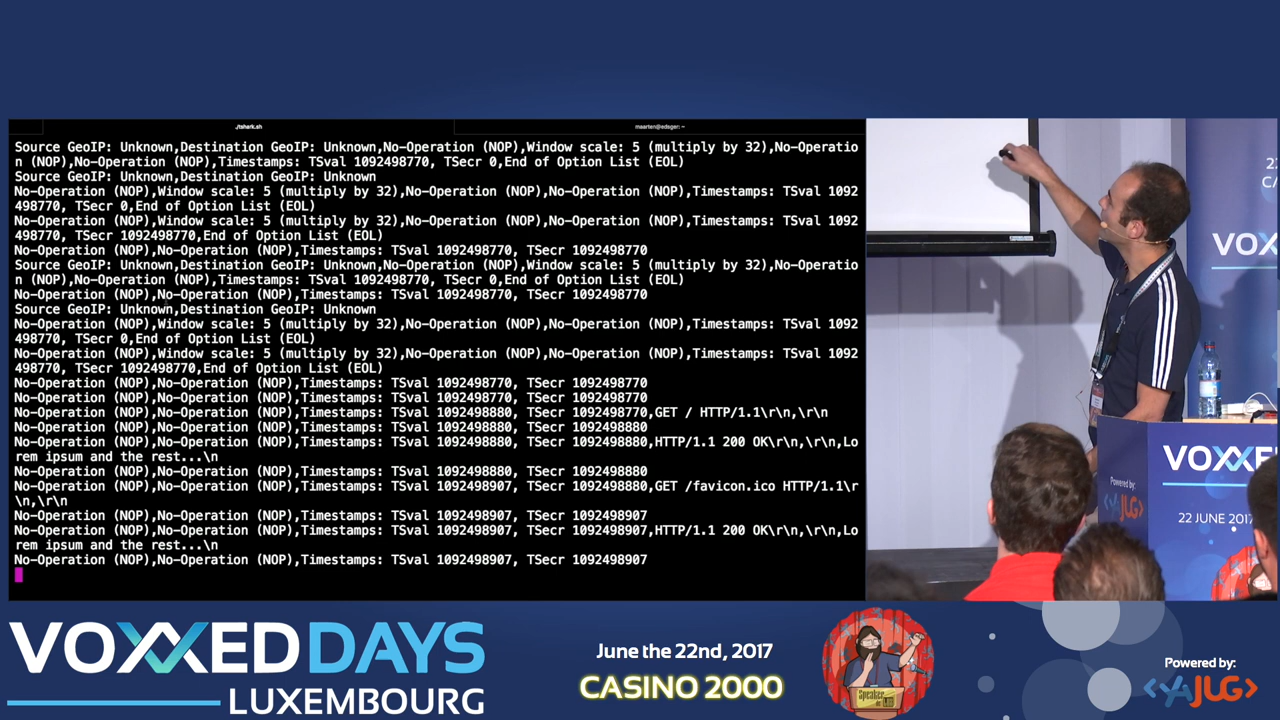 ./tshark.sh
maarten@edsger: ~
Source GeoIP: Unknown,Destination GeoIP: Unknown,No-Operation (NOP),Window scale: 5 (multiply by 32),No-Operatio
n (NOP),No-Operation (NOP),Timestamps: TSval 1092498770, TSecr 0,End of Option List (EOL)
Source GeoIP: Unknown,Destination GeoIP: Unknown
No-Operation (NOP),Window scale: 5 (multiply by 32),No-Operation (NOP),No-Operation (NOP),Timestamps: TSval 1092
498770, TSecr 0,End of Option List (EOL)
No-Operation (NOP),Window scale: 5 (multiply by 32),No-Operation (NOP),No-Operation (NOP),Timestamps: TSval 1092
498770, TSecr 1092498770,End of Option List (EOL)
No-Operation (NOP),No-Operation (NOP),Timestamps: TSval 1092498770, TSecr 1092498770
Source GeoIP: Unknown,Destination GeoIP: Unknown,No-Operation (NOP),Window scale: 5 (multiply by 32),No-Operatio
n (NOP),No-Operation (NOP),Timestamps: TSval 1092498770, TSecr 0,End of Option List (EOL)
No-Operation (NOP),No-Operation (NOP),Timestamps: TSval 1092498770, TSecr 1092498770
Source GeoIP: Unknown,Destination GeoIP: Unknown
No-Operation (NOP),Window scale: 5 (multiply by 32),No-Operation (NOP),No-Operation (NOP),Timestamps: TSval 1092
498770, TSecr 0,End of Option List (EOL)
No-Operation (NOP),Window scale: 5 (multiply by 32),No-Operation (NOP),No-Operation (NOP),Timestamps: TSval 1092
498770, TSecr 1092498770,End of Option List (EOL)
No-Operation (NOP),No-Operation (NOP),Timestamps: TSval 1092498770, TSecr 1092498770
No-Operation (NOP),No-Operation (NOP),Timestamps: TSval 1092498770, TSecr 1092498770
No-Operation (NOP),No-Operation (NOP),Timestamps: TSval 1092498880, TSecr 1092498770,GET / HTTP/1.1\r\n,\r\n
No-Operation (NOP),No-Operation (NOP),Timestamps: TSval 1092498880, TSecr 1092498880
No-Operation (NOP),No-Operation (NOP),Timestamps: TSval 1092498880, TSecr 1092498880,HTTP/1.1 200 OK\r\n,\r\n,Lo
rem ipsum and the rest...\n
No-Operation (NOP),No-Operation (NOP),Timestamps: TSval 1092498880, TSecr 1092498880
No-Operation (NOP),No-Operation (NOP),Timestamps: TSval 1092498907, TSecr 1092498880,GET /favicon.ico HTTP/1.1\r
\n,\r\n
No-Operation (NOP),No-Operation (NOP),Timestamps: TSval 1092498907, TSecr 1092498907
No-Operation (NOP),No-Operation (NOP),Timestamps: TSval 1092498907, TSecr 1092498907,HTTP/1.1 200 OK\r\n,\r\n,Lo
rem ipsum and the rest...\n
No-Operation (NOP),No-Operation (NOP),Timestamps: TSval 1092498907, TSecr 1092498907
VOXXED
Powered by:
YAJUG
22 JUNE 2017
VOXXED DAYS
LUXEMBOURG
June the 22nd, 2017
CASINO 2000
Speaker
Powered by:
YAJUG